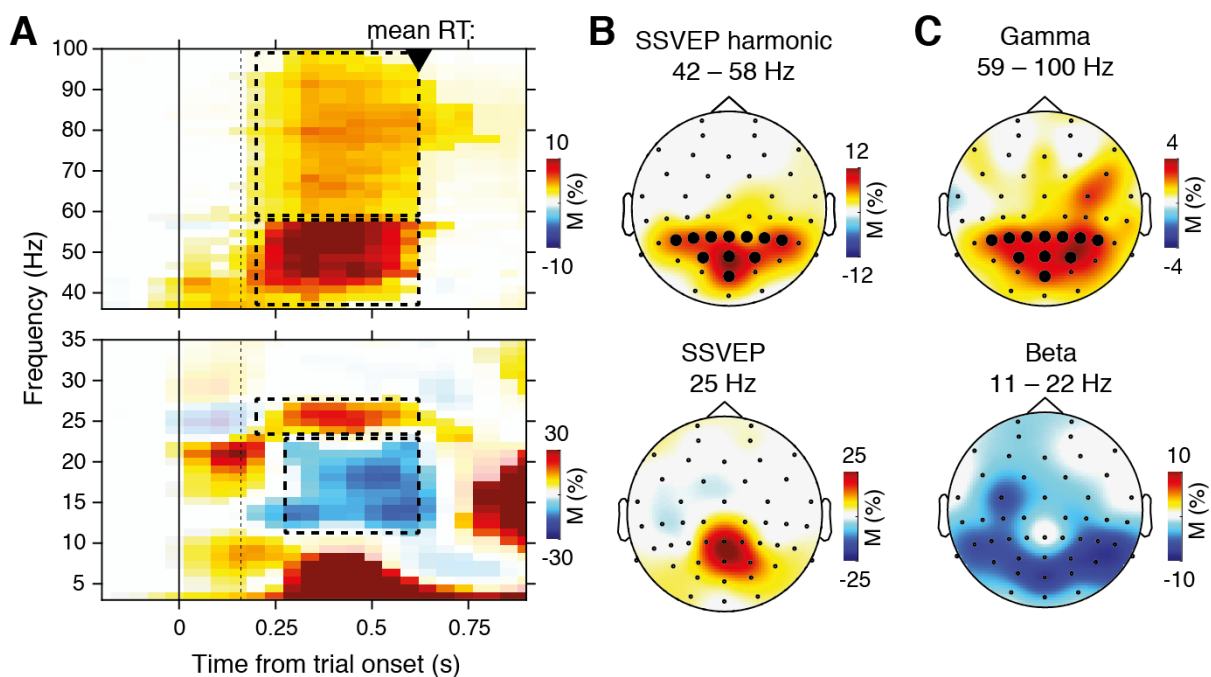 A
mean RT:
100
90
80
70
60
50
40
10
M (%)
-10
Frequency (Hz)
35
30
25
20
15
10
5
30
M (%)
-30
0
0.25
0.5
0.75
Time from trial onset (s)
B
SSVEP harmonic
42 – 58 Hz
12
M (%)
-12
SSVEP
25 Hz
25
M (%)
-25
C
Gamma
59 – 100 Hz
4
M (%)
-4
Beta
11 – 22 Hz
10
M (%)
-10